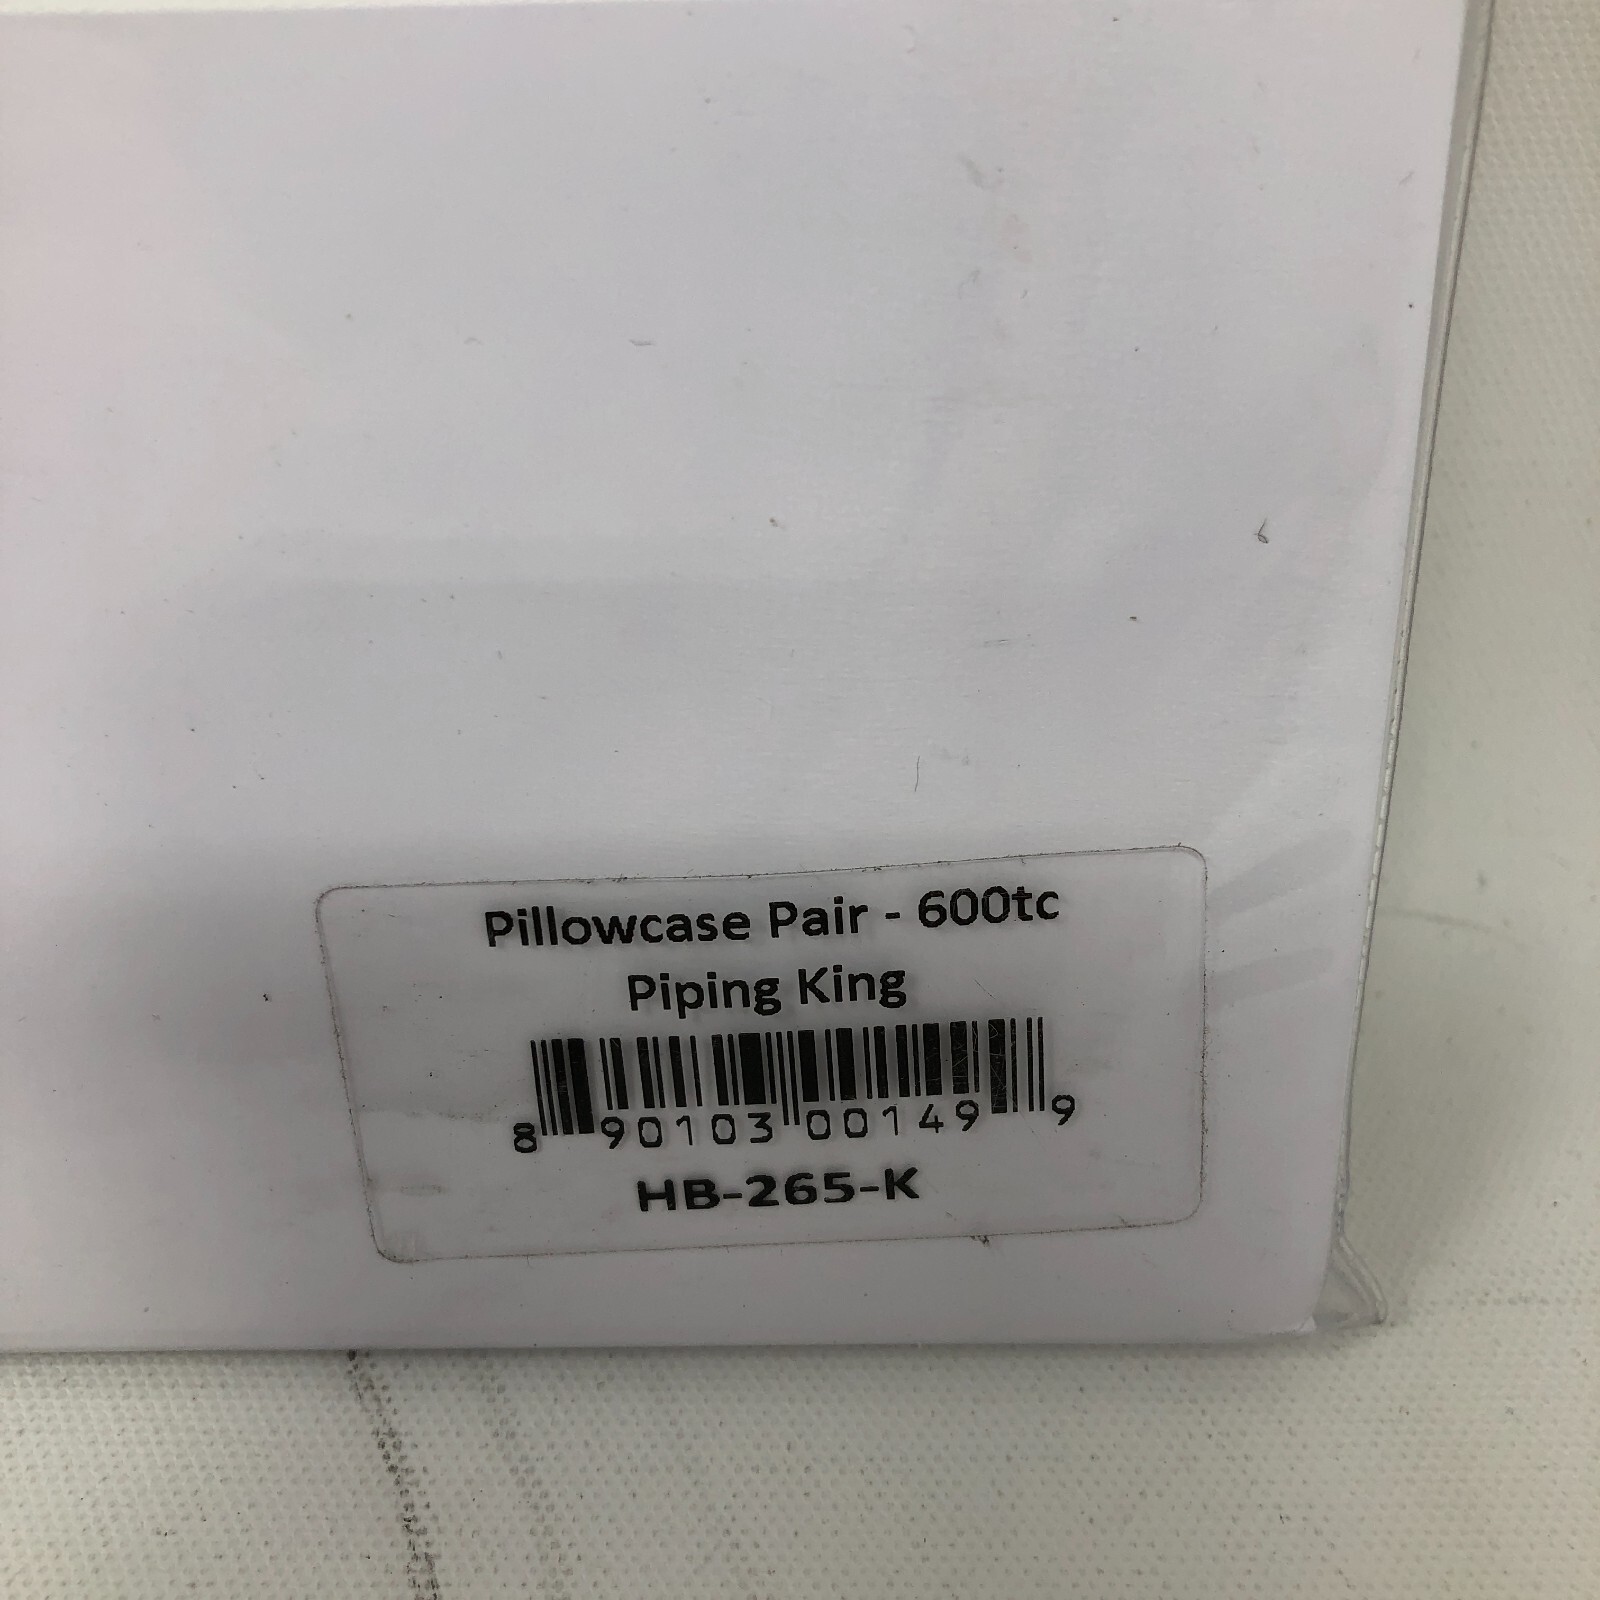 Pillowcase Pair - 600tc
Piping King
8 90103 00149 9
HB-265-K